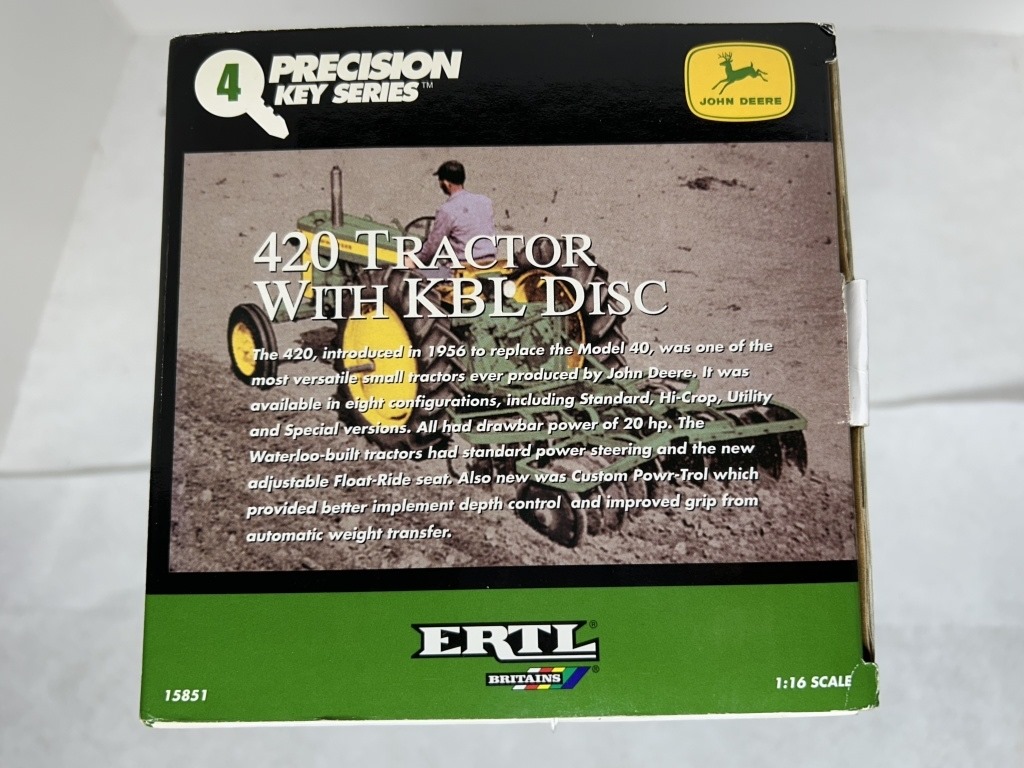 4
PRECISION
KEY SERIES™
JOHN DEERE
420 TRACTOR
WITH KBL DISC
The 420, introduced in 1956 to replace the Model 40, was one of the
most versatile small tractors ever produced by John Deere. It was
available in eight configurations, including Standard, Hi-Crop, Utility
and Special versions. All had drawbar power of 20 hp. The
Waterloo-built tractors had standard power steering and the new
adjustable Float-Ride seat. Also new was Custom Powr-Trol which
provided better implement depth control and improved grip from
automatic weight transfer.
ERTL®
BRITAINS®
15851
1:16 SCALE